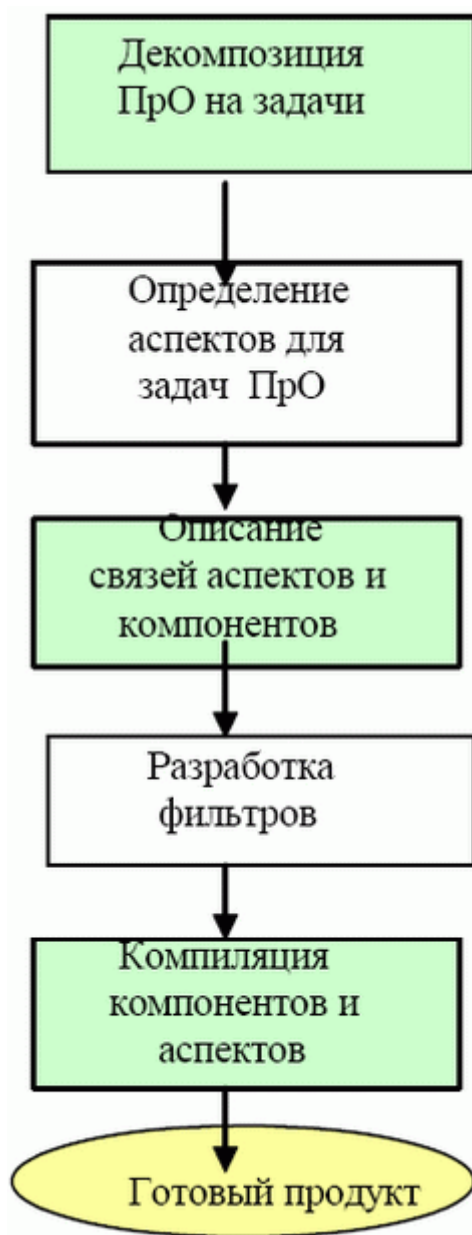 Декомпозиция
ПрО на задачи
Определение
аспектов для
задач ПрО
Описание
связей аспектов и
компонентов
Разработка
фильтров
Компиляция
компонентов и
аспектов
Готовый продукт